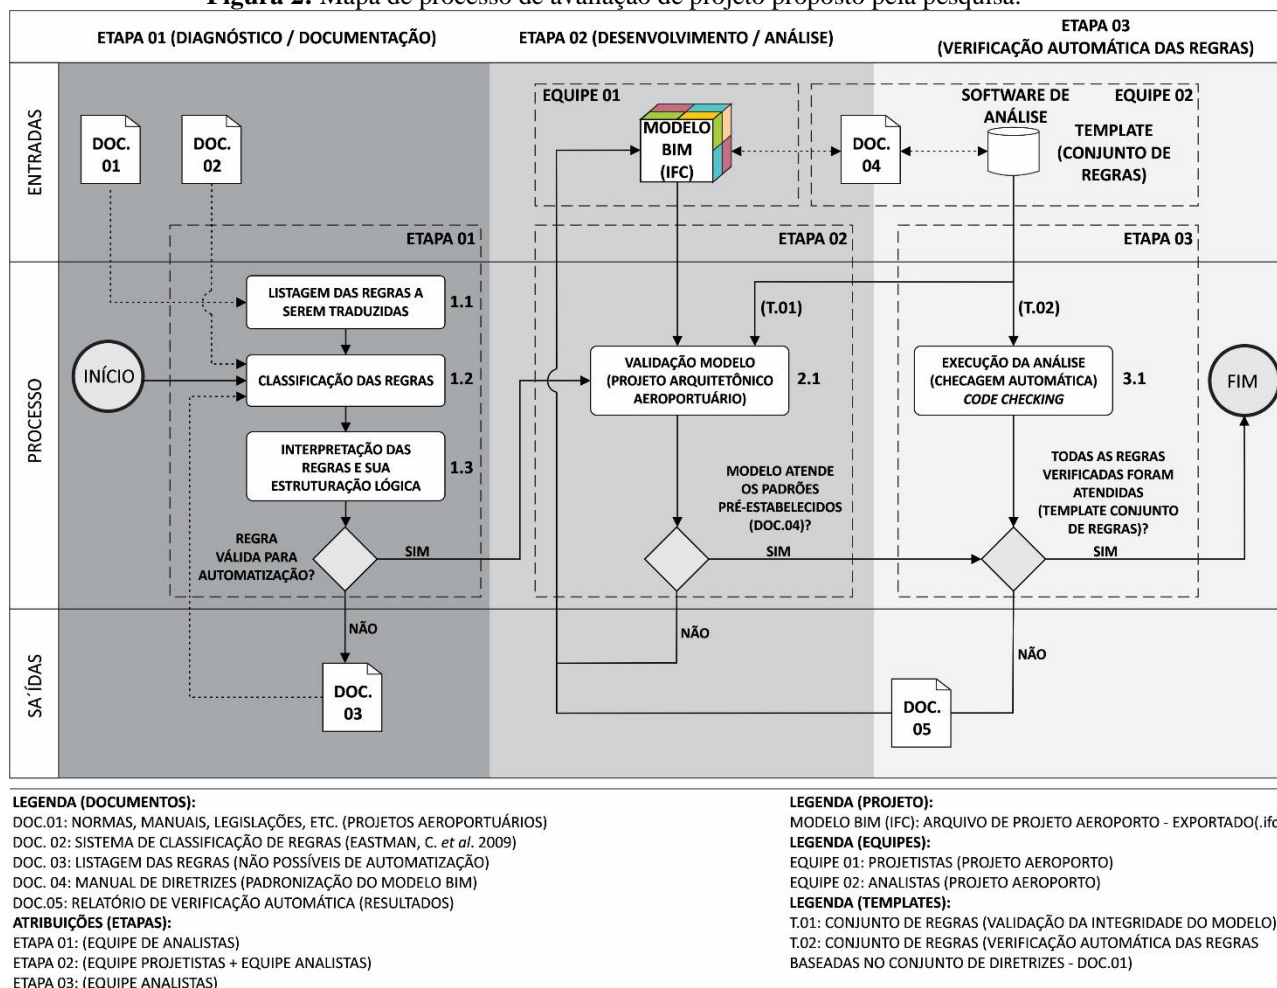 Figura 2: Mapa de processo de avaliação de projeto proposto pela pesquisa.
ETAPA 01 (DIAGNÓSTICO / DOCUMENTAÇÃO)
ETAPA 02 (DESENVOLVIMENTO / ANÁLISE)
ETAPA 03
(VERIFICAÇÃO AUTOMÁTICA DAS REGRAS)
ENTRADAS
DOC.
01
DOC.
02
EQUIPE 01
MODELO
BIM
(IFC)
DOC.
04
SOFTWARE DE
ANÁLISE
EQUIPE 02
TEMPLATE
(CONJUNTO DE
REGRAS)
ETAPA 01
ETAPA 02
ETAPA 03
PROCESSO
INÍCIO
LISTAGEM DAS REGRAS A
SEREM TRADUZIDAS
1.1
CLASSIFICAÇÃO DAS REGRAS
1.2
INTERPRETAÇÃO DAS
REGRAS E SUA
ESTRUTURAÇÃO LÓGICA
1.3
REGRA
VÁLIDA PARA
AUTOMATIZAÇÃO?
SIM
NÃO
(T.01)
VALIDAÇÃO MODELO
(PROJETO ARQUITETÔNICO
AEROPORTUÁRIO)
2.1
MODELO ATENDE
OS PADRÕES
PRÉ-ESTABELECIDOS
(DOC.04)?
SIM
NÃO
(T.02)
EXECUÇÃO DA ANÁLISE
(CHECAGEM AUTOMÁTICA)
CODE CHECKING
3.1
TODAS AS REGRAS
VERIFICADAS FORAM
ATENDIDAS
(TEMPLATE CONJUNTO
DE REGRAS)?
SIM
NÃO
FIM
SA´ÍDAS
DOC.
03
DOC.
05
LEGENDA (DOCUMENTOS):
DOC.01: NORMAS, MANUAIS, LEGISLAÇÕES, ETC. (PROJETOS AEROPORTUÁRIOS)
DOC. 02: SISTEMA DE CLASSIFICAÇÃO DE REGRAS (EASTMAN, C. et al. 2009)
DOC. 03: LISTAGEM DAS REGRAS (NÃO POSSÍVEIS DE AUTOMATIZAÇÃO)
DOC. 04: MANUAL DE DIRETRIZES (PADRONIZAÇÃO DO MODELO BIM)
DOC.05: RELATÓRIO DE VERIFICAÇÃO AUTOMÁTICA (RESULTADOS)
ATRIBUIÇÕES (ETAPAS):
ETAPA 01: (EQUIPE DE ANALISTAS)
ETAPA 02: (EQUIPE PROJETISTAS + EQUIPE ANALISTAS)
ETAPA 03: (EQUIPE ANALISTAS)
LEGENDA (PROJETO):
MODELO BIM (IFC): ARQUIVO DE PROJETO AEROPORTO - EXPORTADO(.ifc
LEGENDA (EQUIPES):
EQUIPE 01: PROJETISTAS (PROJETO AEROPORTO)
EQUIPE 02: ANALISTAS (PROJETO AEROPORTO)
LEGENDA (TEMPLATES):
T.01: CONJUNTO DE REGRAS (VALIDAÇÃO DA INTEGRIDADE DO MODELO)
T.02: CONJUNTO DE REGRAS (VERIFICAÇÃO AUTOMÁTICA DAS REGRAS
BASEADAS NO CONJUNTO DE DIRETRIZES - DOC.01)